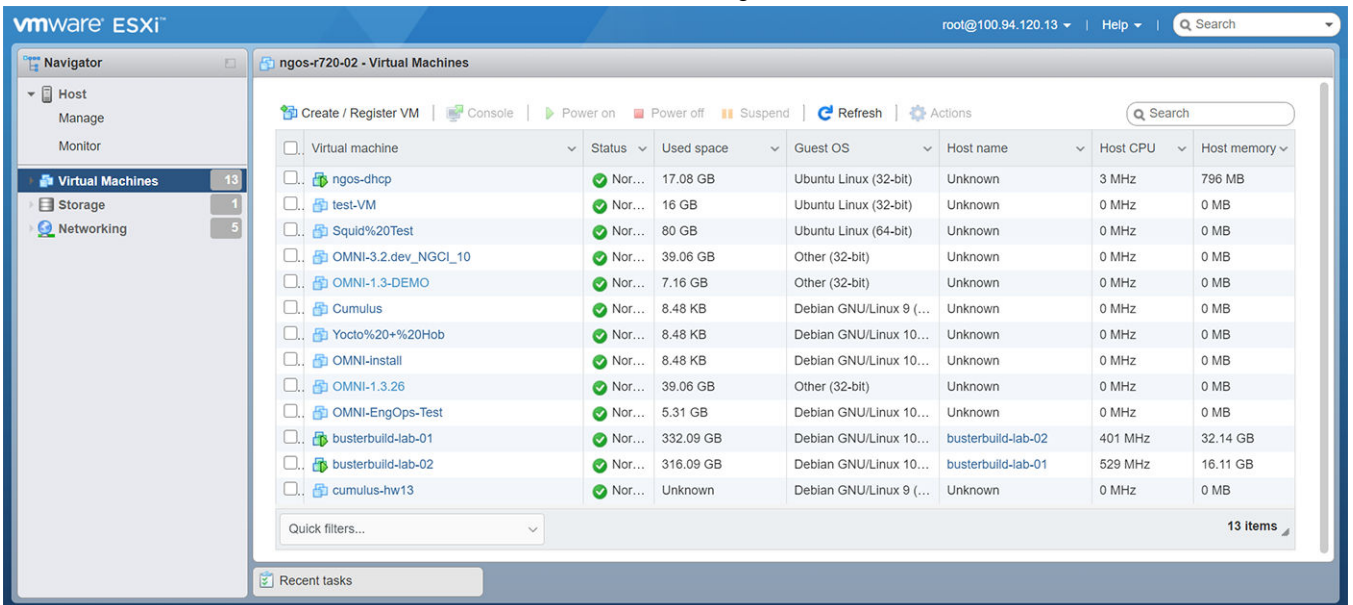 vmware ESXi™ root@100.94.120.13 | Help | Search
Navigator
Host
Manage
Monitor
Virtual Machines 13
Storage 1
Networking 5
ngos-r720-02 - Virtual Machines
Create / Register VM | Console | Power on Power off Suspend | Refresh | Actions Search
Virtual machine Status Used space Guest OS Host name Host CPU Host memory
ngos-dhcp Nor... 17.08 GB Ubuntu Linux (32-bit) Unknown 3 MHz 796 MB
test-VM Nor... 16 GB Ubuntu Linux (32-bit) Unknown 0 MHz 0 MB
Squid%20Test Nor... 80 GB Ubuntu Linux (64-bit) Unknown 0 MHz 0 MB
OMNI-3.2.dev_NGCI_10 Nor... 39.06 GB Other (32-bit) Unknown 0 MHz 0 MB
OMNI-1.3-DEMO Nor... 7.16 GB Other (32-bit) Unknown 0 MHz 0 MB
Cumulus Nor... 8.48 KB Debian GNU/Linux 9 (... Unknown 0 MHz 0 MB
Yocto%20+%20Hob Nor... 8.48 KB Debian GNU/Linux 10... Unknown 0 MHz 0 MB
OMNI-install Nor... 8.48 KB Debian GNU/Linux 10... Unknown 0 MHz 0 MB
OMNI-1.3.26 Nor... 39.06 GB Other (32-bit) Unknown 0 MHz 0 MB
OMNI-EngOps-Test Nor... 5.31 GB Debian GNU/Linux 10... Unknown 0 MHz 0 MB
busterbuild-lab-01 Nor... 332.09 GB Debian GNU/Linux 10... busterbuild-lab-02 401 MHz 32.14 GB
busterbuild-lab-02 Nor... 316.09 GB Debian GNU/Linux 10... busterbuild-lab-01 529 MHz 16.11 GB
cumulus-hw13 Nor... Unknown Debian GNU/Linux 9 (... Unknown 0 MHz 0 MB
Quick filters... 13 items
Recent tasks